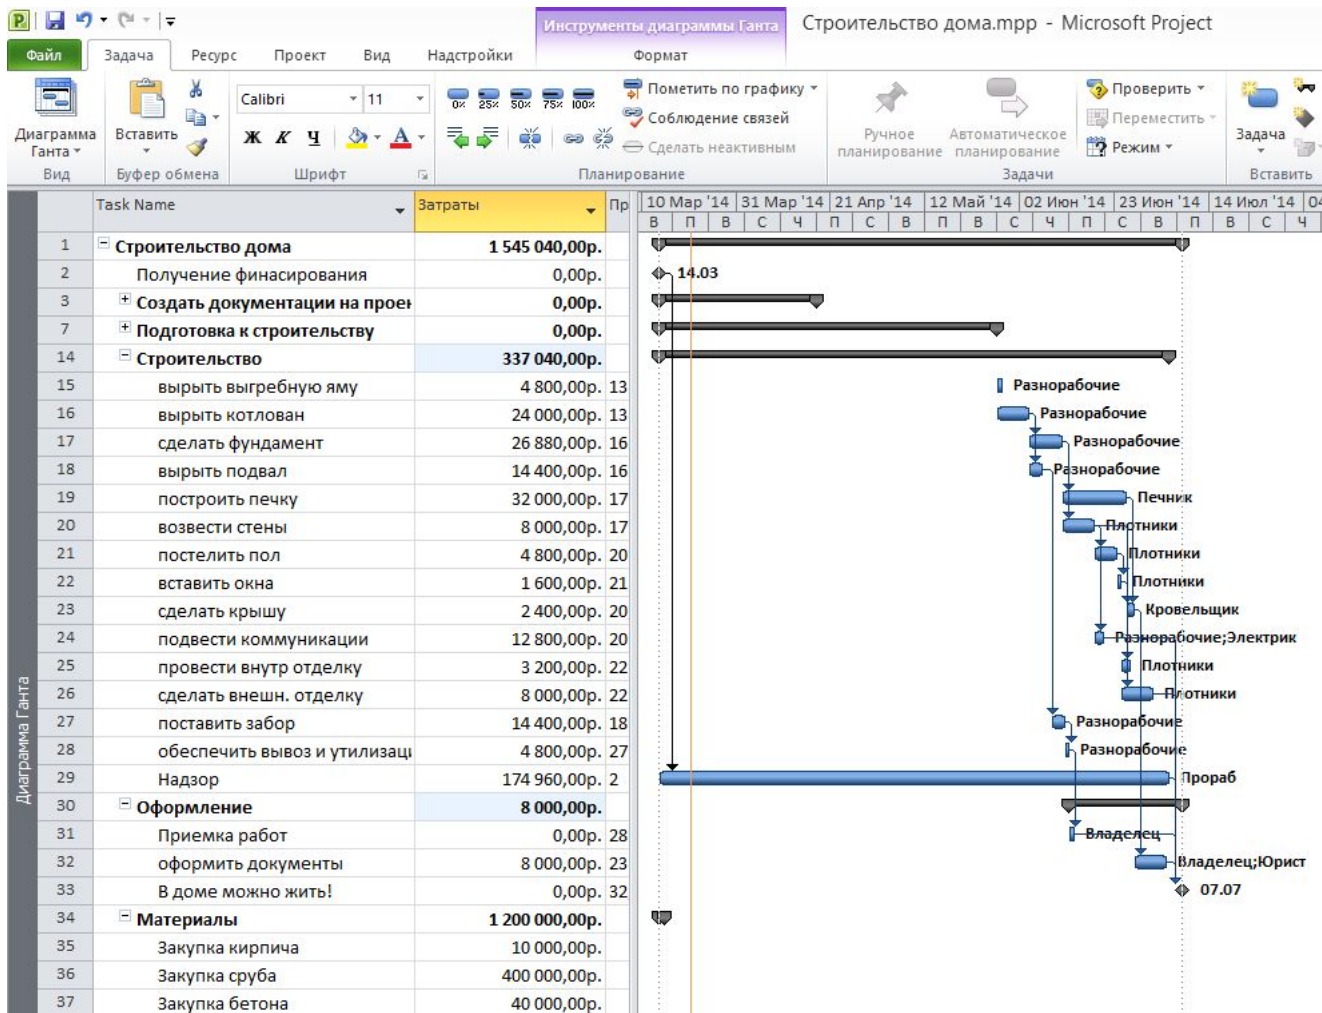 Инструменты диаграммы Ганта
Строительство дома.mpp - Microsoft Project
Файл Задача Ресурс Проект Вид Надстройки Формат
Calibri 11
0% 25% 50% 75% 100%
Пометить по графику
Проверить
Соблюдение связей
Переместить
Диаграмма Ганта
Вставить
Ж К Ч А
Сделать неактивным
Ручное планирование
Автоматическое планирование
Режим
Задача
Вид Буфер обмена Шрифт Планирование Задачи Вставить
Task Name Затраты Пр
10 Мар '14 31 Мар '14 21 Апр '14 12 Май '14 02 Июн '14 23 Июн '14 14 Июл '14 04
В П В С Ч П С В П В С Ч П С В П В С Ч
1 Строительство дома 1 545 040,00р.
2 Получение финасирования 0,00р. 14.03
3 Создать документации на проек 0,00р.
7 Подготовка к строительству 0,00р.
14 Строительство 337 040,00р.
15 вырыть выгребную яму 4 800,00р. 13 Разнорабочие
16 вырыть котлован 24 000,00р. 13 Разнорабочие
17 сделать фундамент 26 880,00р. 16 Разнорабочие
18 вырыть подвал 14 400,00р. 16 Разнорабочие
19 построить печку 32 000,00р. 17 Печник
20 возвести стены 8 000,00р. 17 Плотники
21 постелить пол 4 800,00р. 20 Плотники
22 вставить окна 1 600,00р. 21 Плотники
23 сделать крышу 2 400,00р. 20 Кровельщик
24 подвести коммуникации 12 800,00р. 20 Разнорабочие;Электрик
25 провести внутр отделку 3 200,00р. 22 Плотники
26 сделать внешн. отделку 8 000,00р. 22 Плотники
27 поставить забор 14 400,00р. 18 Разнорабочие
28 обеспечить вывоз и утилизаци 4 800,00р. 27 Разнорабочие
29 Надзор 174 960,00р. 2 Прораб
30 Оформление 8 000,00р.
31 Приемка работ 0,00р. 28 Владелец
32 оформить документы 8 000,00р. 23 Владелец;Юрист
33 В доме можно жить! 0,00р. 32 07.07
34 Материалы 1 200 000,00р.
35 Закупка кирпича 10 000,00р.
36 Закупка сруба 400 000,00р.
37 Закупка бетона 40 000,00р.
Диаграмма Ганта